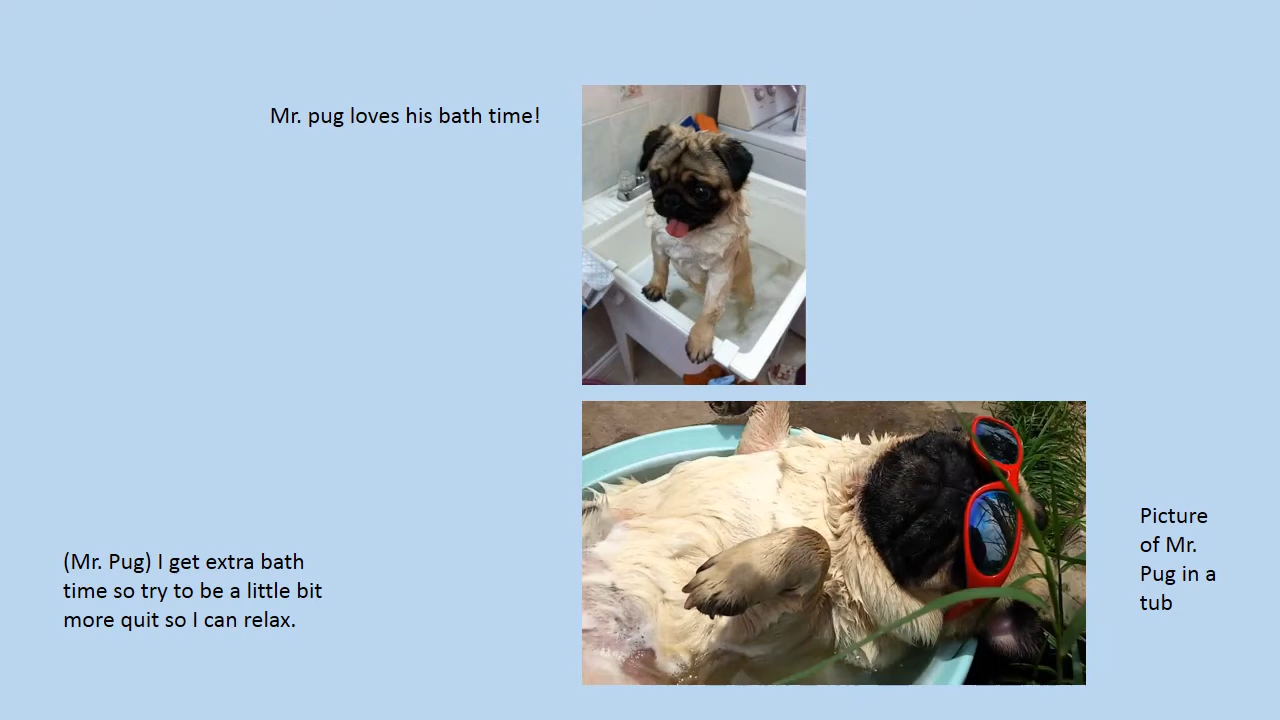 Mr. pug loves his bath time!
(Mr. Pug) I get extra bath
time so try to be a little bit
more quit so I can relax.
Picture
of Mr.
Pug in a
tub